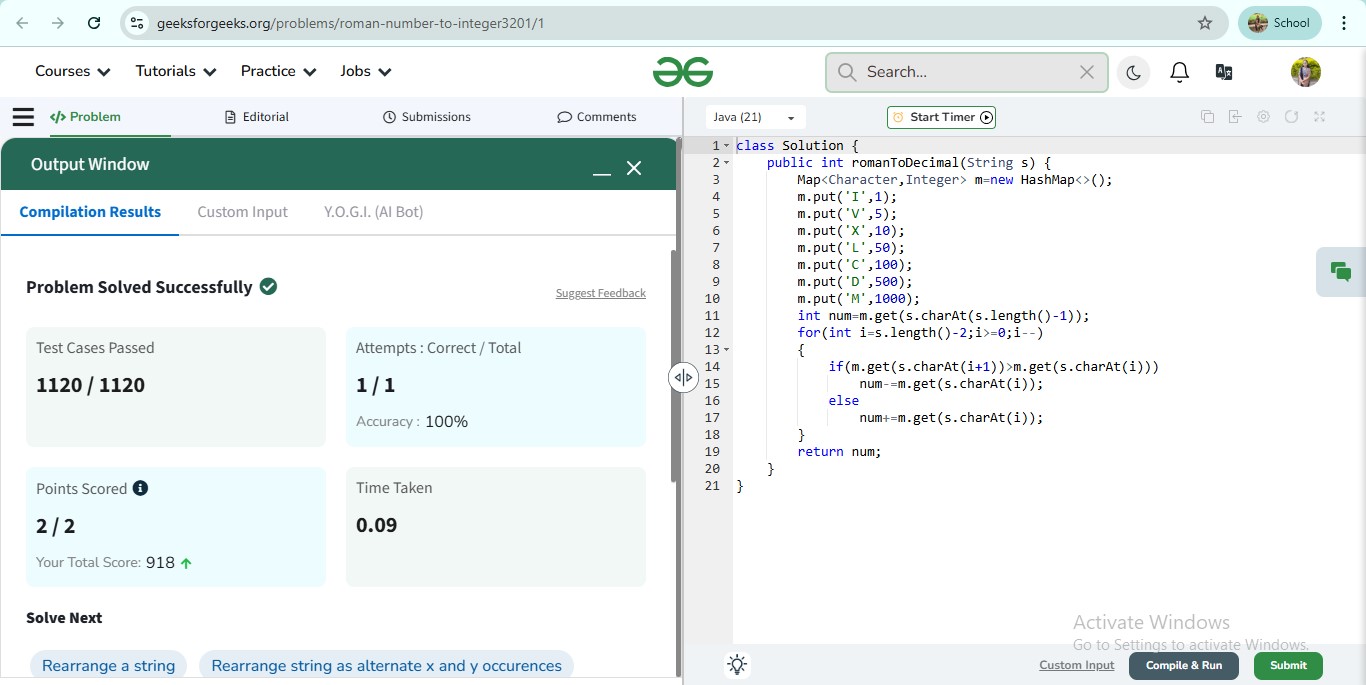 geeksforgeeks.org/problems/roman-number-to-integer3201/1
School
Courses
Tutorials
Practice
Jobs
Search...
</> Problem
Editorial
Submissions
Comments
Java (21)
Start Timer
Output Window
Compilation Results
Custom Input
Y.O.G.I. (AI Bot)
Problem Solved Successfully
Suggest Feedback
Test Cases Passed
1120 / 1120
Attempts : Correct / Total
1 / 1
Accuracy : 100%
Points Scored
2 / 2
Your Total Score: 918
Time Taken
0.09
Solve Next
Rearrange a string
Rearrange string as alternate x and y occurences
1 class Solution {
2 public int romanToDecimal(String s) {
3 Map<Character,Integer> m=new HashMap<>();
4 m.put('I',1);
5 m.put('V',5);
6 m.put('X',10);
7 m.put('L',50);
8 m.put('C',100);
9 m.put('D',500);
10 m.put('M',1000);
11 int num=m.get(s.charAt(s.length()-1));
12 for(int i=s.length()-2;i>=0;i--)
13 {
14 if(m.get(s.charAt(i+1))>m.get(s.charAt(i)))
15 num-=m.get(s.charAt(i));
16 else
17 num+=m.get(s.charAt(i));
18 }
19 return num;
20 }
21 }
Activate Windows
Go to Settings to activate Windows.
Custom Input
Compile & Run
Submit